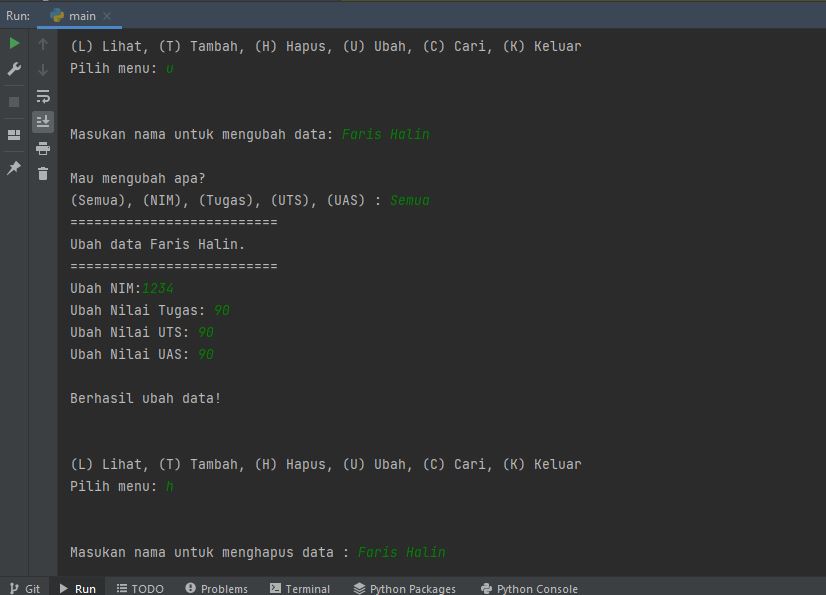 Run: main
(L) Lihat, (T) Tambah, (H) Hapus, (U) Ubah, (C) Cari, (K) Keluar
Pilih menu: u
Masukan nama untuk mengubah data: Faris Halin
Mau mengubah apa?
(Semua), (NIM), (Tugas), (UTS), (UAS) : Semua
==========================
Ubah data Faris Halin.
==========================
Ubah NIM:1234
Ubah Nilai Tugas: 90
Ubah Nilai UTS: 90
Ubah Nilai UAS: 90
Berhasil ubah data!
(L) Lihat, (T) Tambah, (H) Hapus, (U) Ubah, (C) Cari, (K) Keluar
Pilih menu: h
Masukan nama untuk menghapus data : Faris Halin
Git Run TODO Problems Terminal Python Packages Python Console